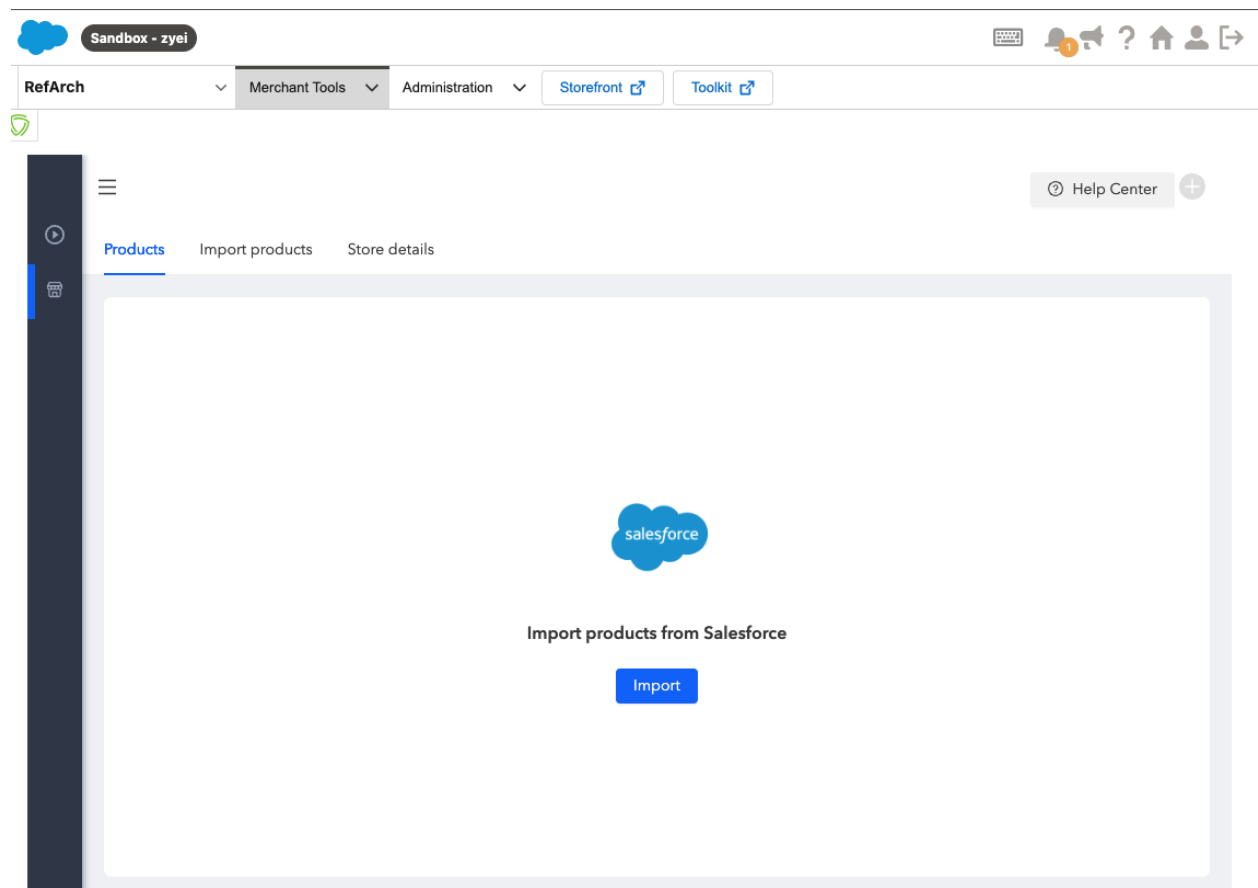 Sandbox - zyei
1
?
RefArch Merchant Tools Administration Storefront Toolkit
Help Center
Products Import products Store details
salesforce
Import products from Salesforce
Import